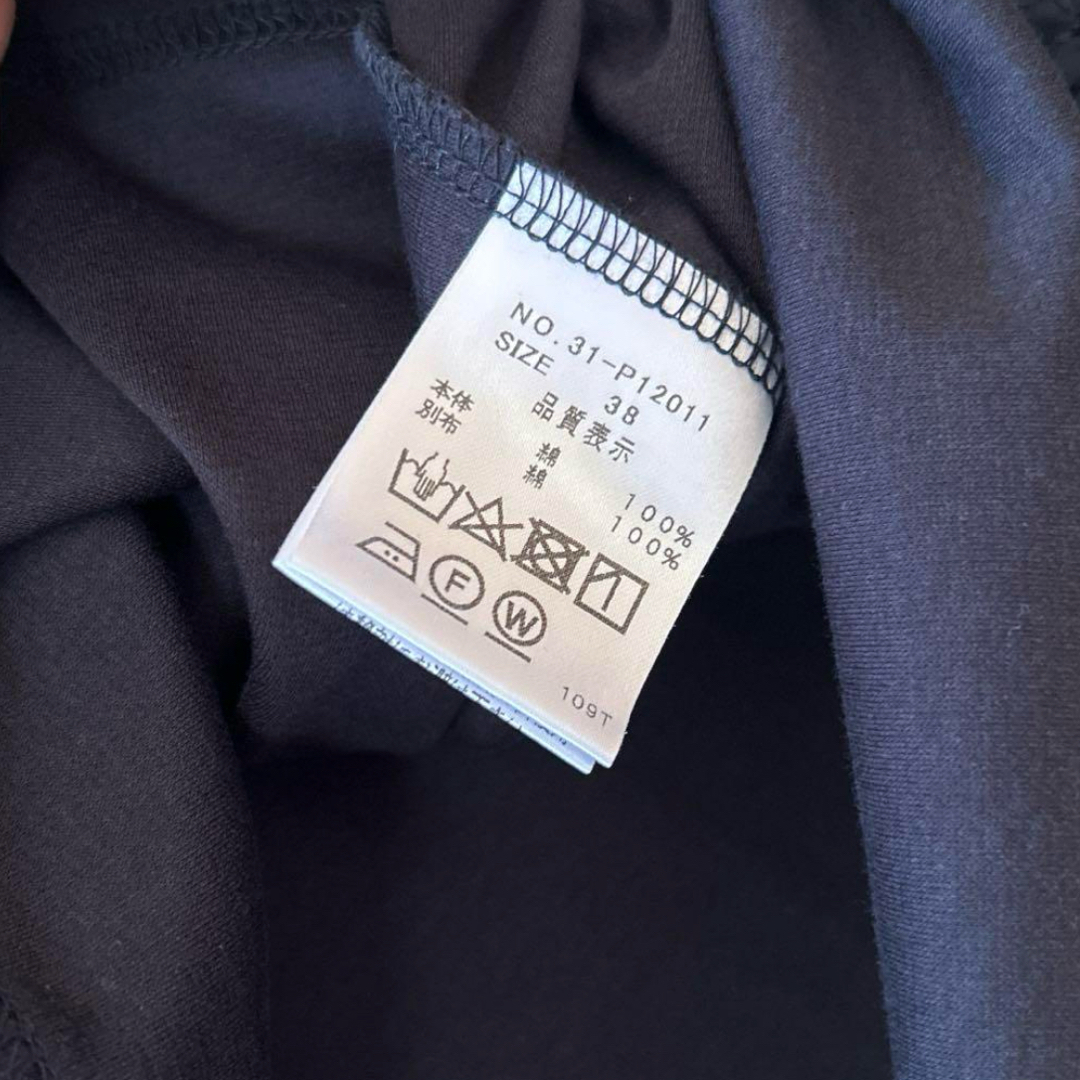 NO. 31-P12011
SIZE 38
品質表示
本体 綿 100%
別布 綿 100%
F W
109T